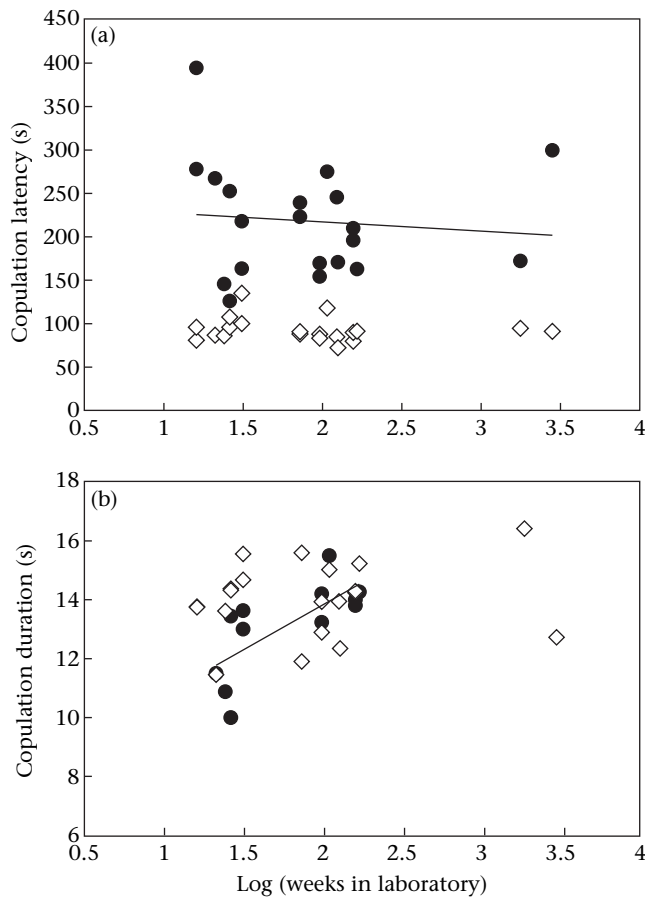 (a)
Copulation latency (s)
450
400
350
300
250
200
150
100
50
0
0.5 1 1.5 2 2.5 3 3.5 4
(b)
Copulation duration (s)
18
16
14
12
10
8
6
0.5 1 1.5 2 2.5 3 3.5 4
Log (weeks in laboratory)